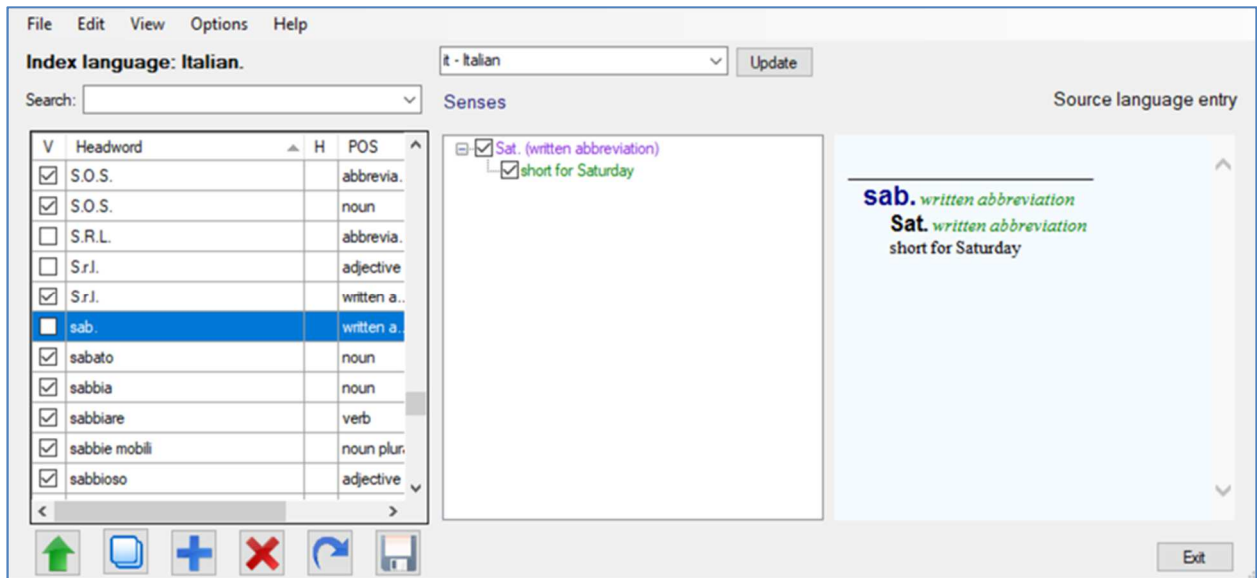 File Edit View Options Help
Index language: Italian.
it - Italian
Update
Search:
Senses
Source language entry
V Headword H POS
S.O.S. abbrevia.
S.O.S. noun
S.R.L. abbrevia.
S.r.l. adjective
S.r.l. written a..
sab. written a..
sabato noun
sabbia noun
sabbiare verb
sabbie mobili noun plur
sabbioso adjective
Sat. (written abbreviation)
short for Saturday
sab. written abbreviation
Sat. written abbreviation
short for Saturday
Exit